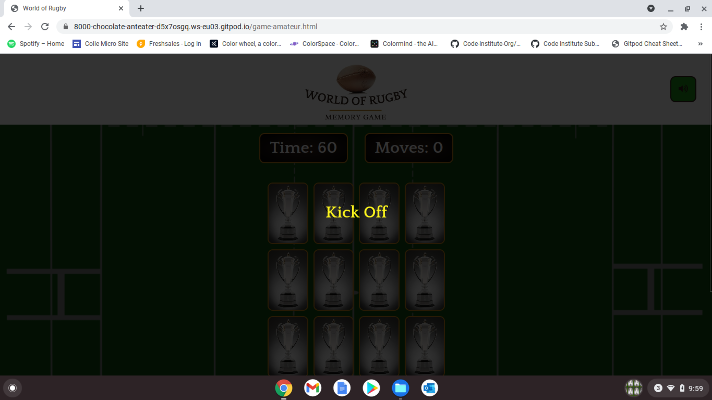 World of Rugby
8000-chocolate-anteater-d5x7osgq.ws-eu03.gitpod.io/game-amateur.html
Spotify – Home
Colle Micro Site
Freshsales - Log in
Color wheel, a color...
ColorSpace - Color...
Colormind - the AI...
Code Institute Org/...
Code Institute Sub...
Gitpod Cheat Sheet...
»
WORLD OF RUGBY
MEMORY GAME
Time: 60
Moves: 0
Kick Off
3
9:59